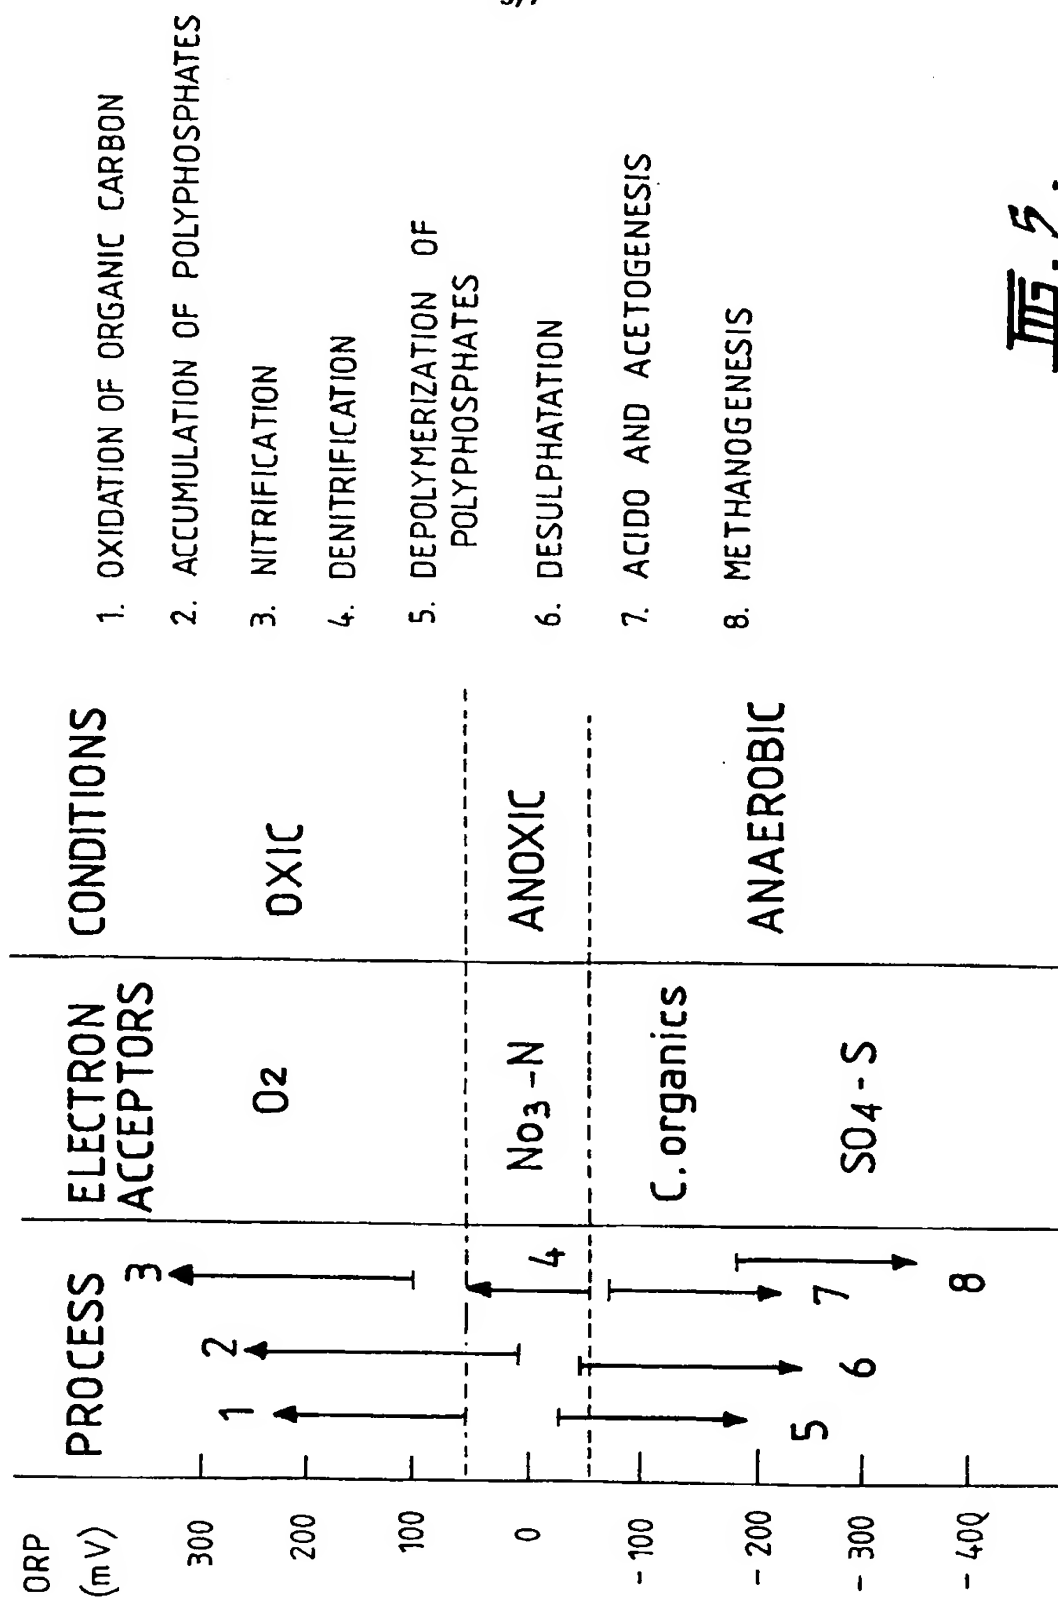 ORP
(mV)
PROCESS
ELECTRON
ACCEPTORS
CONDITIONS
300
200
100
0
- 100
- 200
- 300
- 400
1
2
3
4
5
6
7
8
O2
No3-N
C.organics
SO4-S
OXIC
ANOXIC
ANAEROBIC
1. OXIDATION OF ORGANIC CARBON
2. ACCUMULATION OF POLYPHOSPHATES
3. NITRIFICATION
4. DENITRIFICATION
5. DEPOLYMERIZATION OF
POLYPHOSPHATES
6. DESULPHATATION
7. ACIDO AND ACETOGENESIS
8. METHANOGENESIS